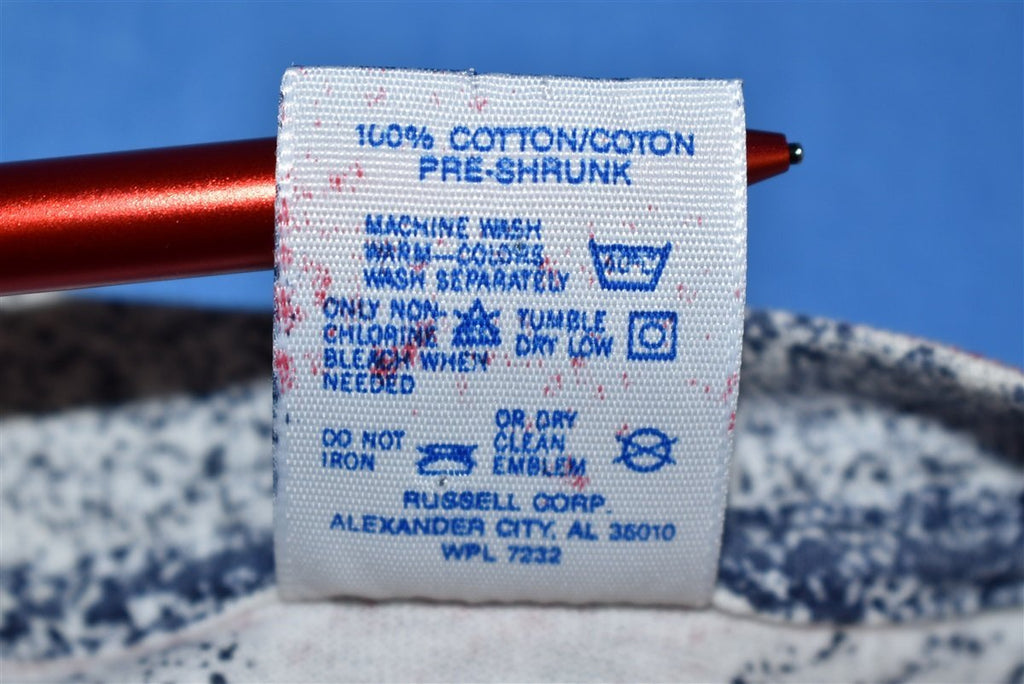 100% COTTON/COTON
PRE-SHRUNK
MACHINE WASH
WARM—COLORS
WASH SEPARATELY
ONLY NON-
CHLORINE
BLEACH WHEN
NEEDED
TUMBLE
DRY LOW
DO NOT
IRON
OR DRY
CLEAN
EMBLEM
RUSSELL CORP.
ALEXANDER CITY, AL 35010
WPL 7232